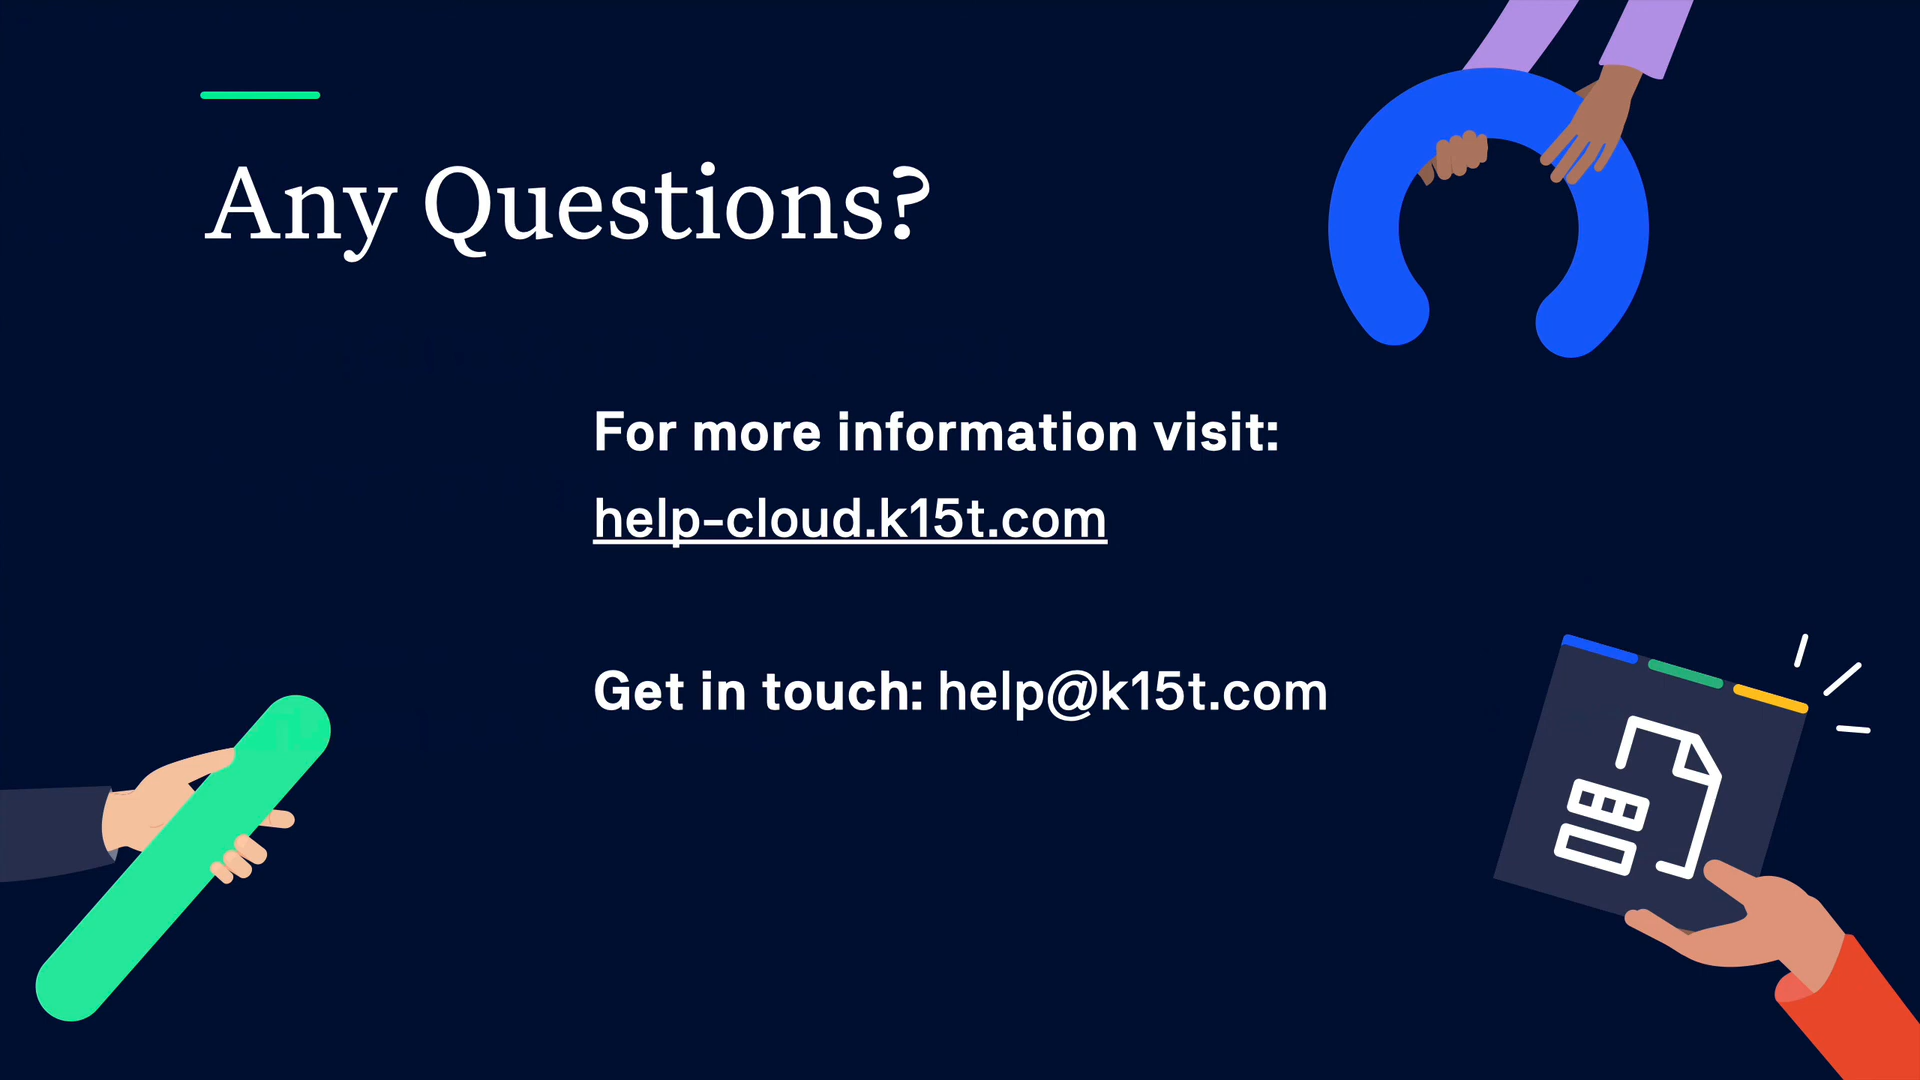 Any Questions?
For more information visit:
help-cloud.k15t.com
Get in touch: help@k15t.com